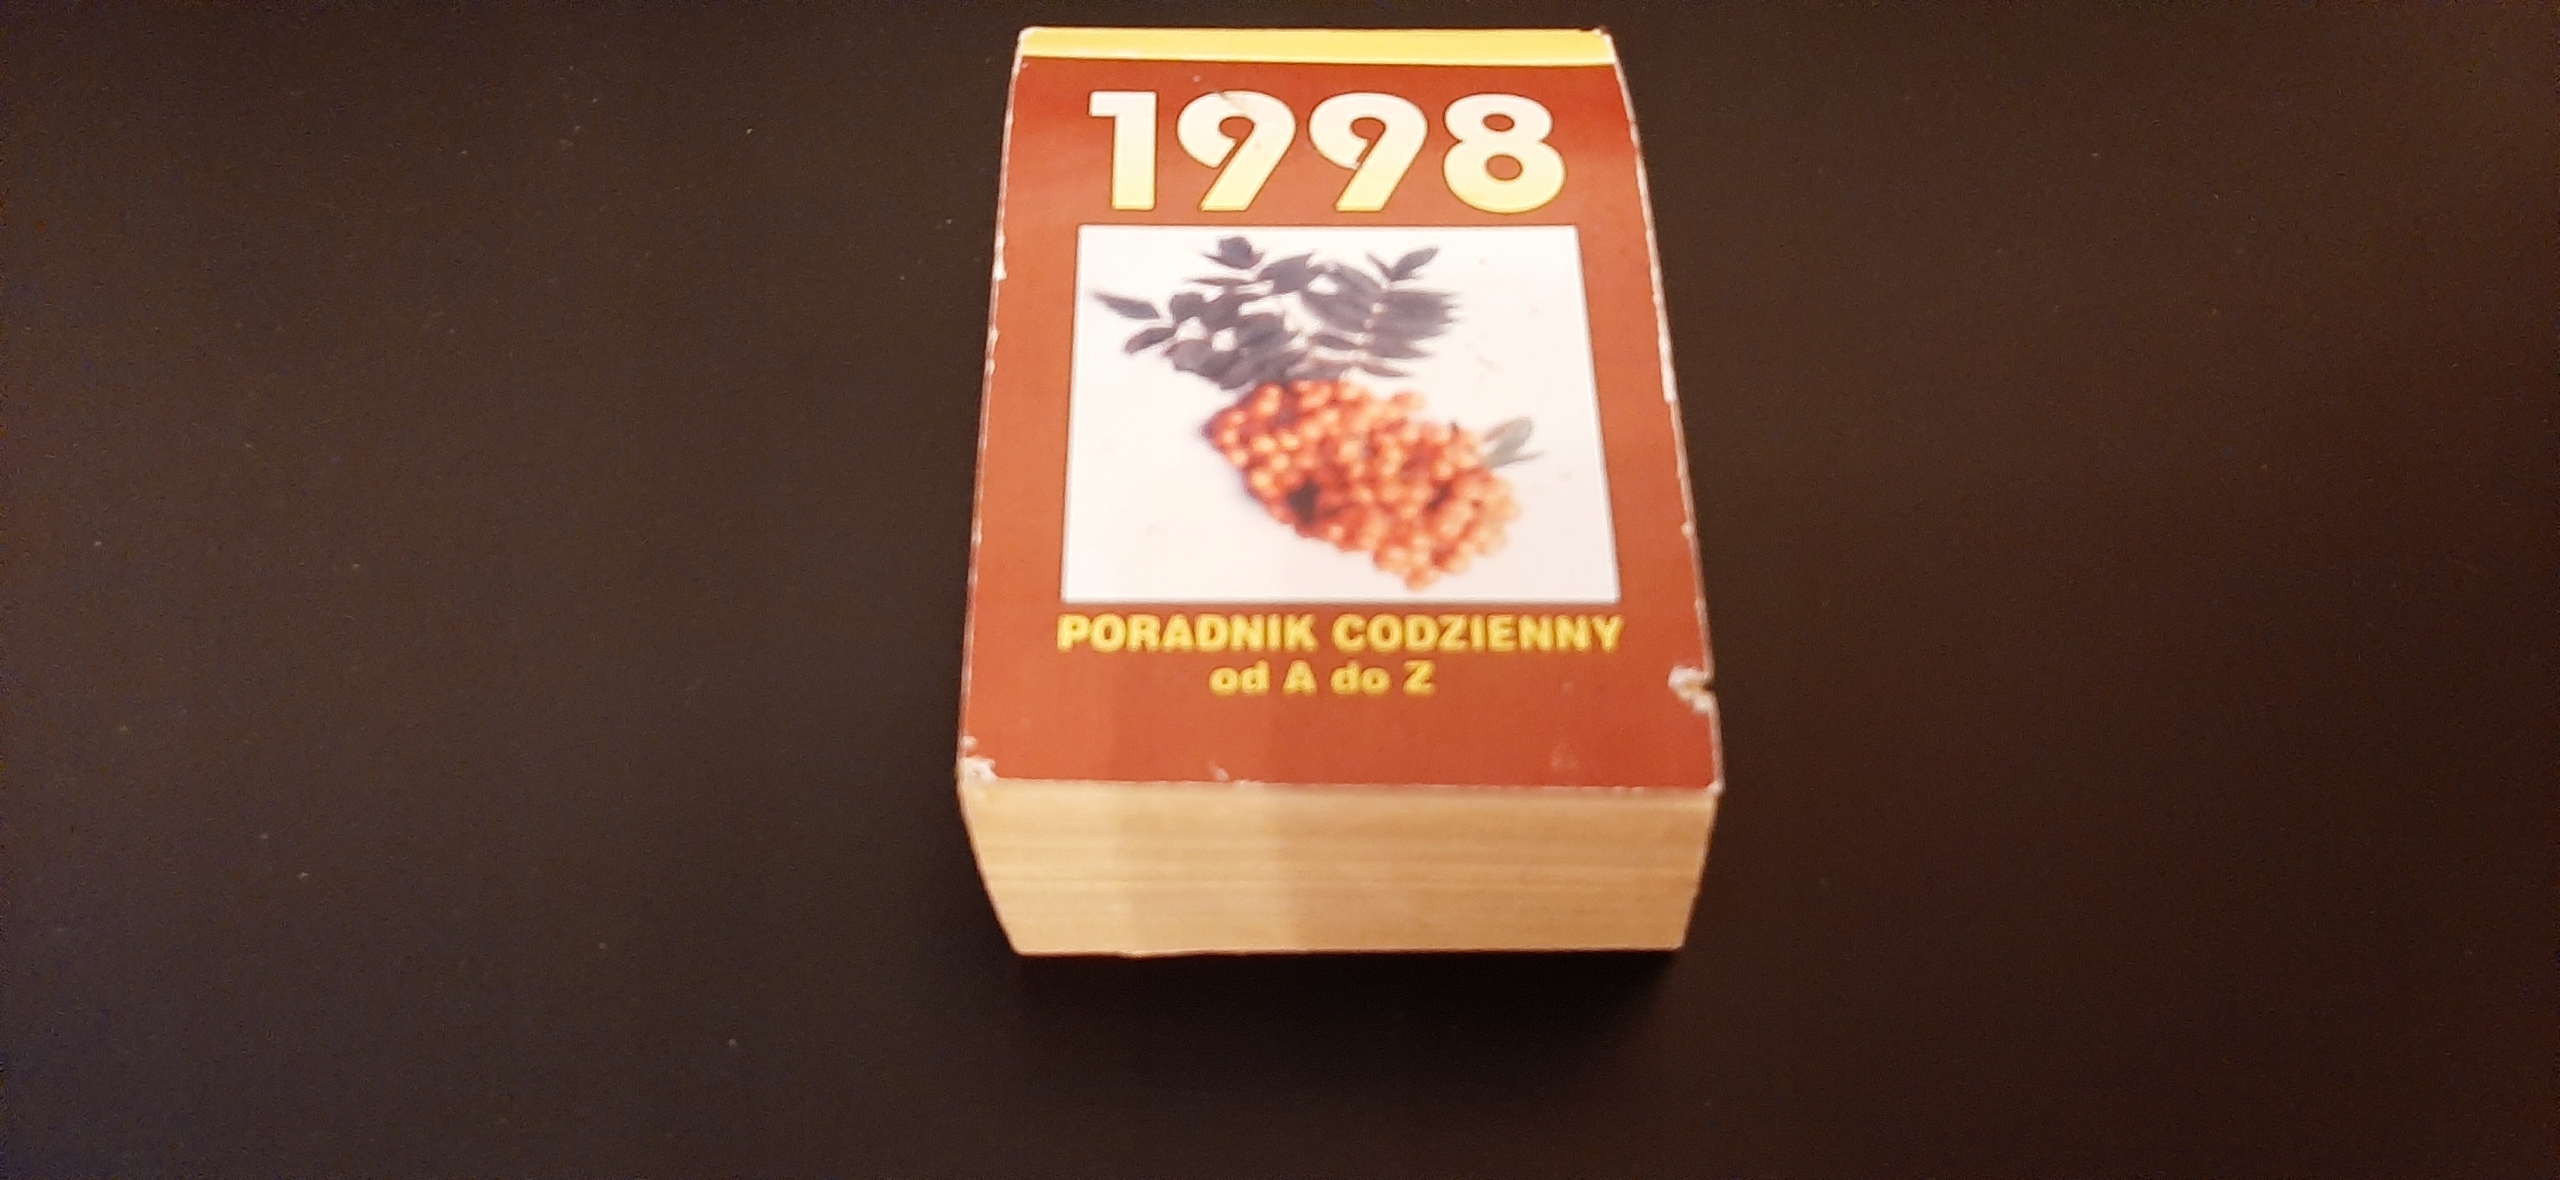 1998
PORADNIK CODZIENNY
od A do Z